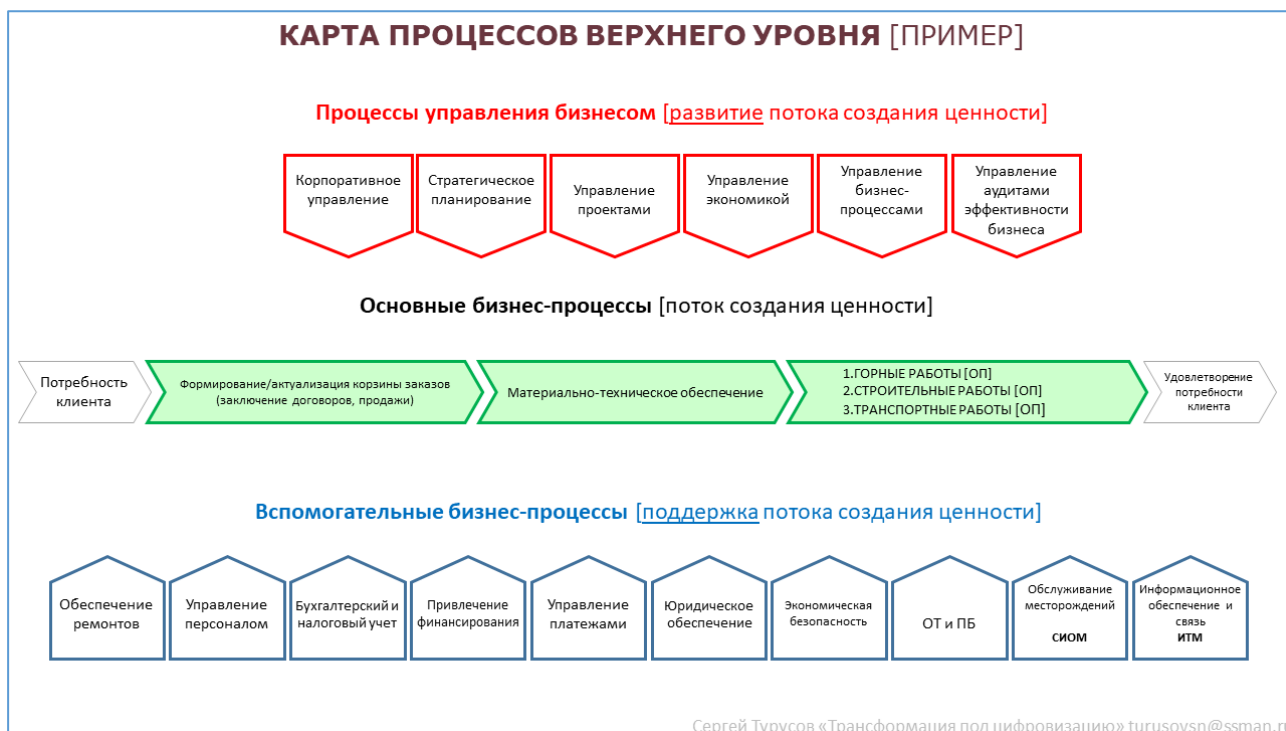 КАРТА ПРОЦЕССОВ ВЕРХНЕГО УРОВНЯ [ПРИМЕР]
Процессы управления бизнесом [развитие потока создания ценности]
Корпоративное
управление
Стратегическое
планирование
Управление
проектами
Управление
экономикой
Управление
бизнес-
процессами
Управление
аудитами
эффективности
бизнеса
Основные бизнес-процессы [поток создания ценности]
Потребность
клиента
Формирование/актуализация корзины заказов
(заключение договоров, продажи)
Материально-техническое обеспечение
1.ГОРНЫЕ РАБОТЫ [ОП]
2.СТРОИТЕЛЬНЫЕ РАБОТЫ [ОП]
3.ТРАНСПОРТНЫЕ РАБОТЫ [ОП]
Удовлетворение
потребности
клиента
Вспомогательные бизнес-процессы [поддержка потока создания ценности]
Обеспечение
ремонтов
Управление
персоналом
Бухгалтерский и
налоговый учет
Привлечение
финансирования
Управление
платежами
Юридическое
обеспечение
Экономическая
безопасность
ОТ и ПБ
Обслуживание
месторождений
СИОМ
Информационное
обеспечение и
связь
ИТМ
Сергей Турусов «Трансформация под цифровизацию» turusovsn@ssman.ru